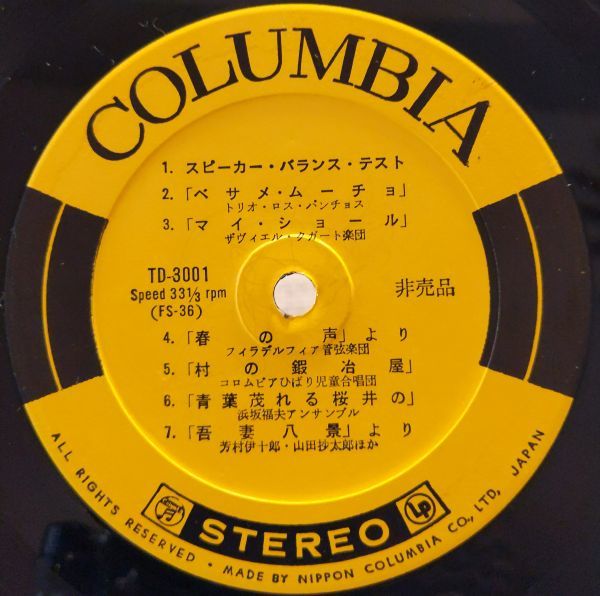 COLUMBIA
1. スピーカー・バランス・テスト
2. 「ベサメ・ムーチョ」
トリオ・ロス・パンチョス
3. 「マイ・ショール」
ザヴィエル・クガート楽団
TD-3001
Speed 33 1/3 rpm
(FS-36)
非売品
4. 「春の声」より
フィラデルフィア管弦楽団
5. 「村の鍛冶屋」
コロムビアひばり児童合唱団
6. 「青葉茂れる桜井の」
浜坂福夫アンサンブル
7. 「吾妻八景」より
芳村伊十郎・山田抄太郎ほか
STEREO
Lp
ALL RIGHTS RESERVED • MADE BY NIPPON COLUMBIA CO., LTD, JAPAN